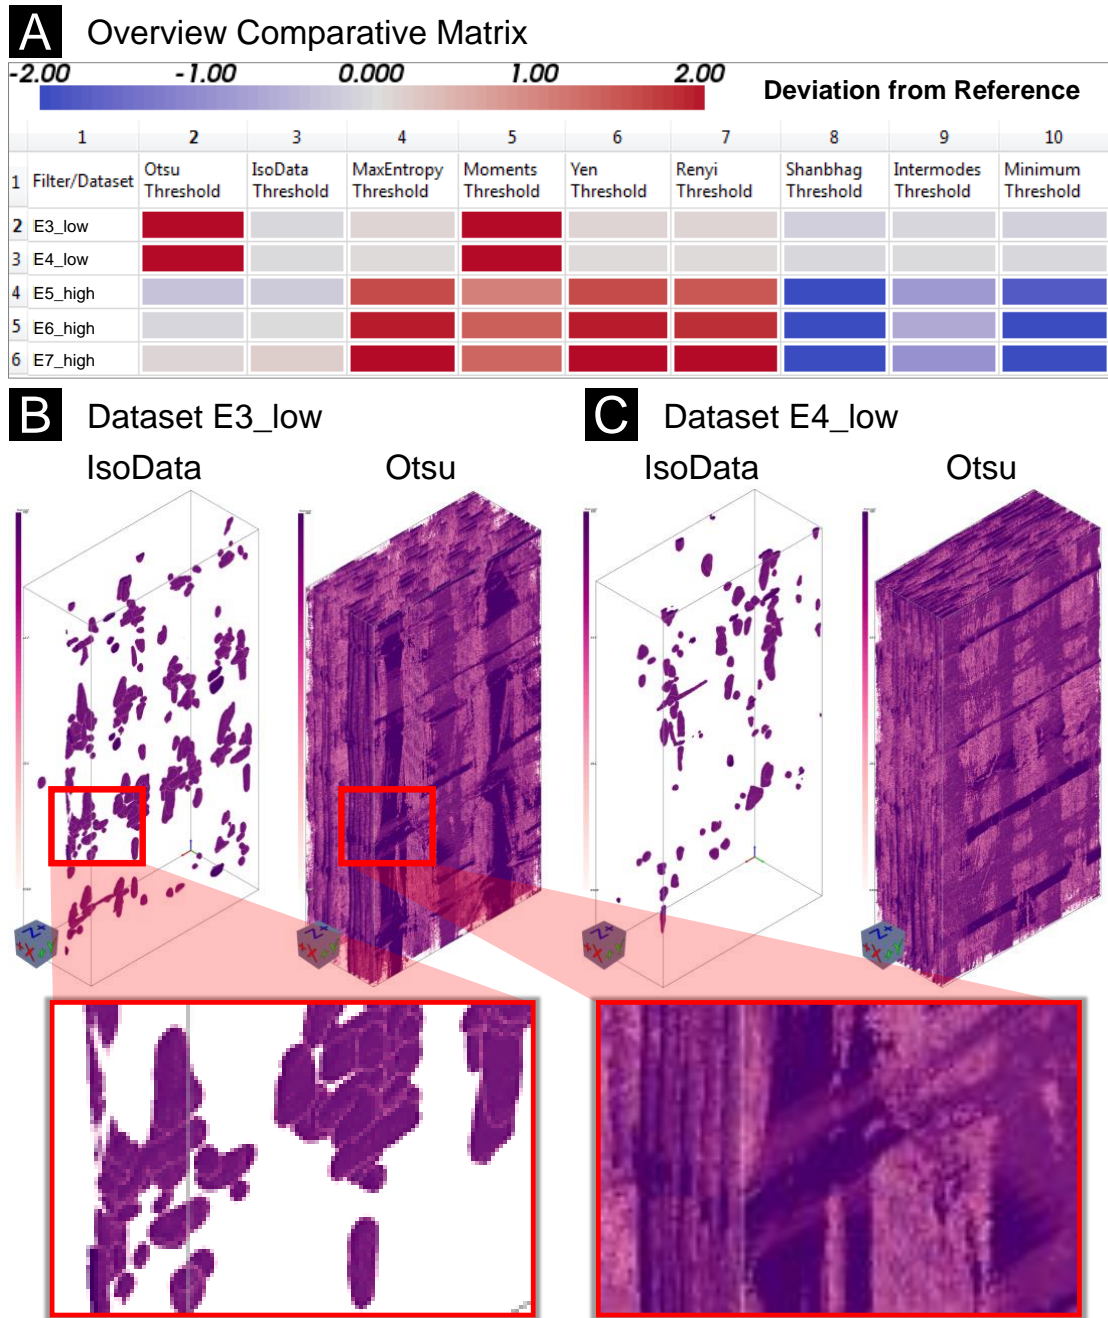 A Overview Comparative Matrix
-2.00 -1.00 0.000 1.00 2.00 Deviation from Reference
1 2 3 4 5 6 7 8 9 10
1 Filter/Dataset Otsu Threshold IsoData Threshold MaxEntropy Threshold Moments Threshold Yen Threshold Renyi Threshold Shanbhag Threshold Intermodes Threshold Minimum Threshold
2 E3_low
3 E4_low
4 E5_high
5 E6_high
6 E7_high
B Dataset E3_low
C Dataset E4_low
IsoData Otsu IsoData Otsu